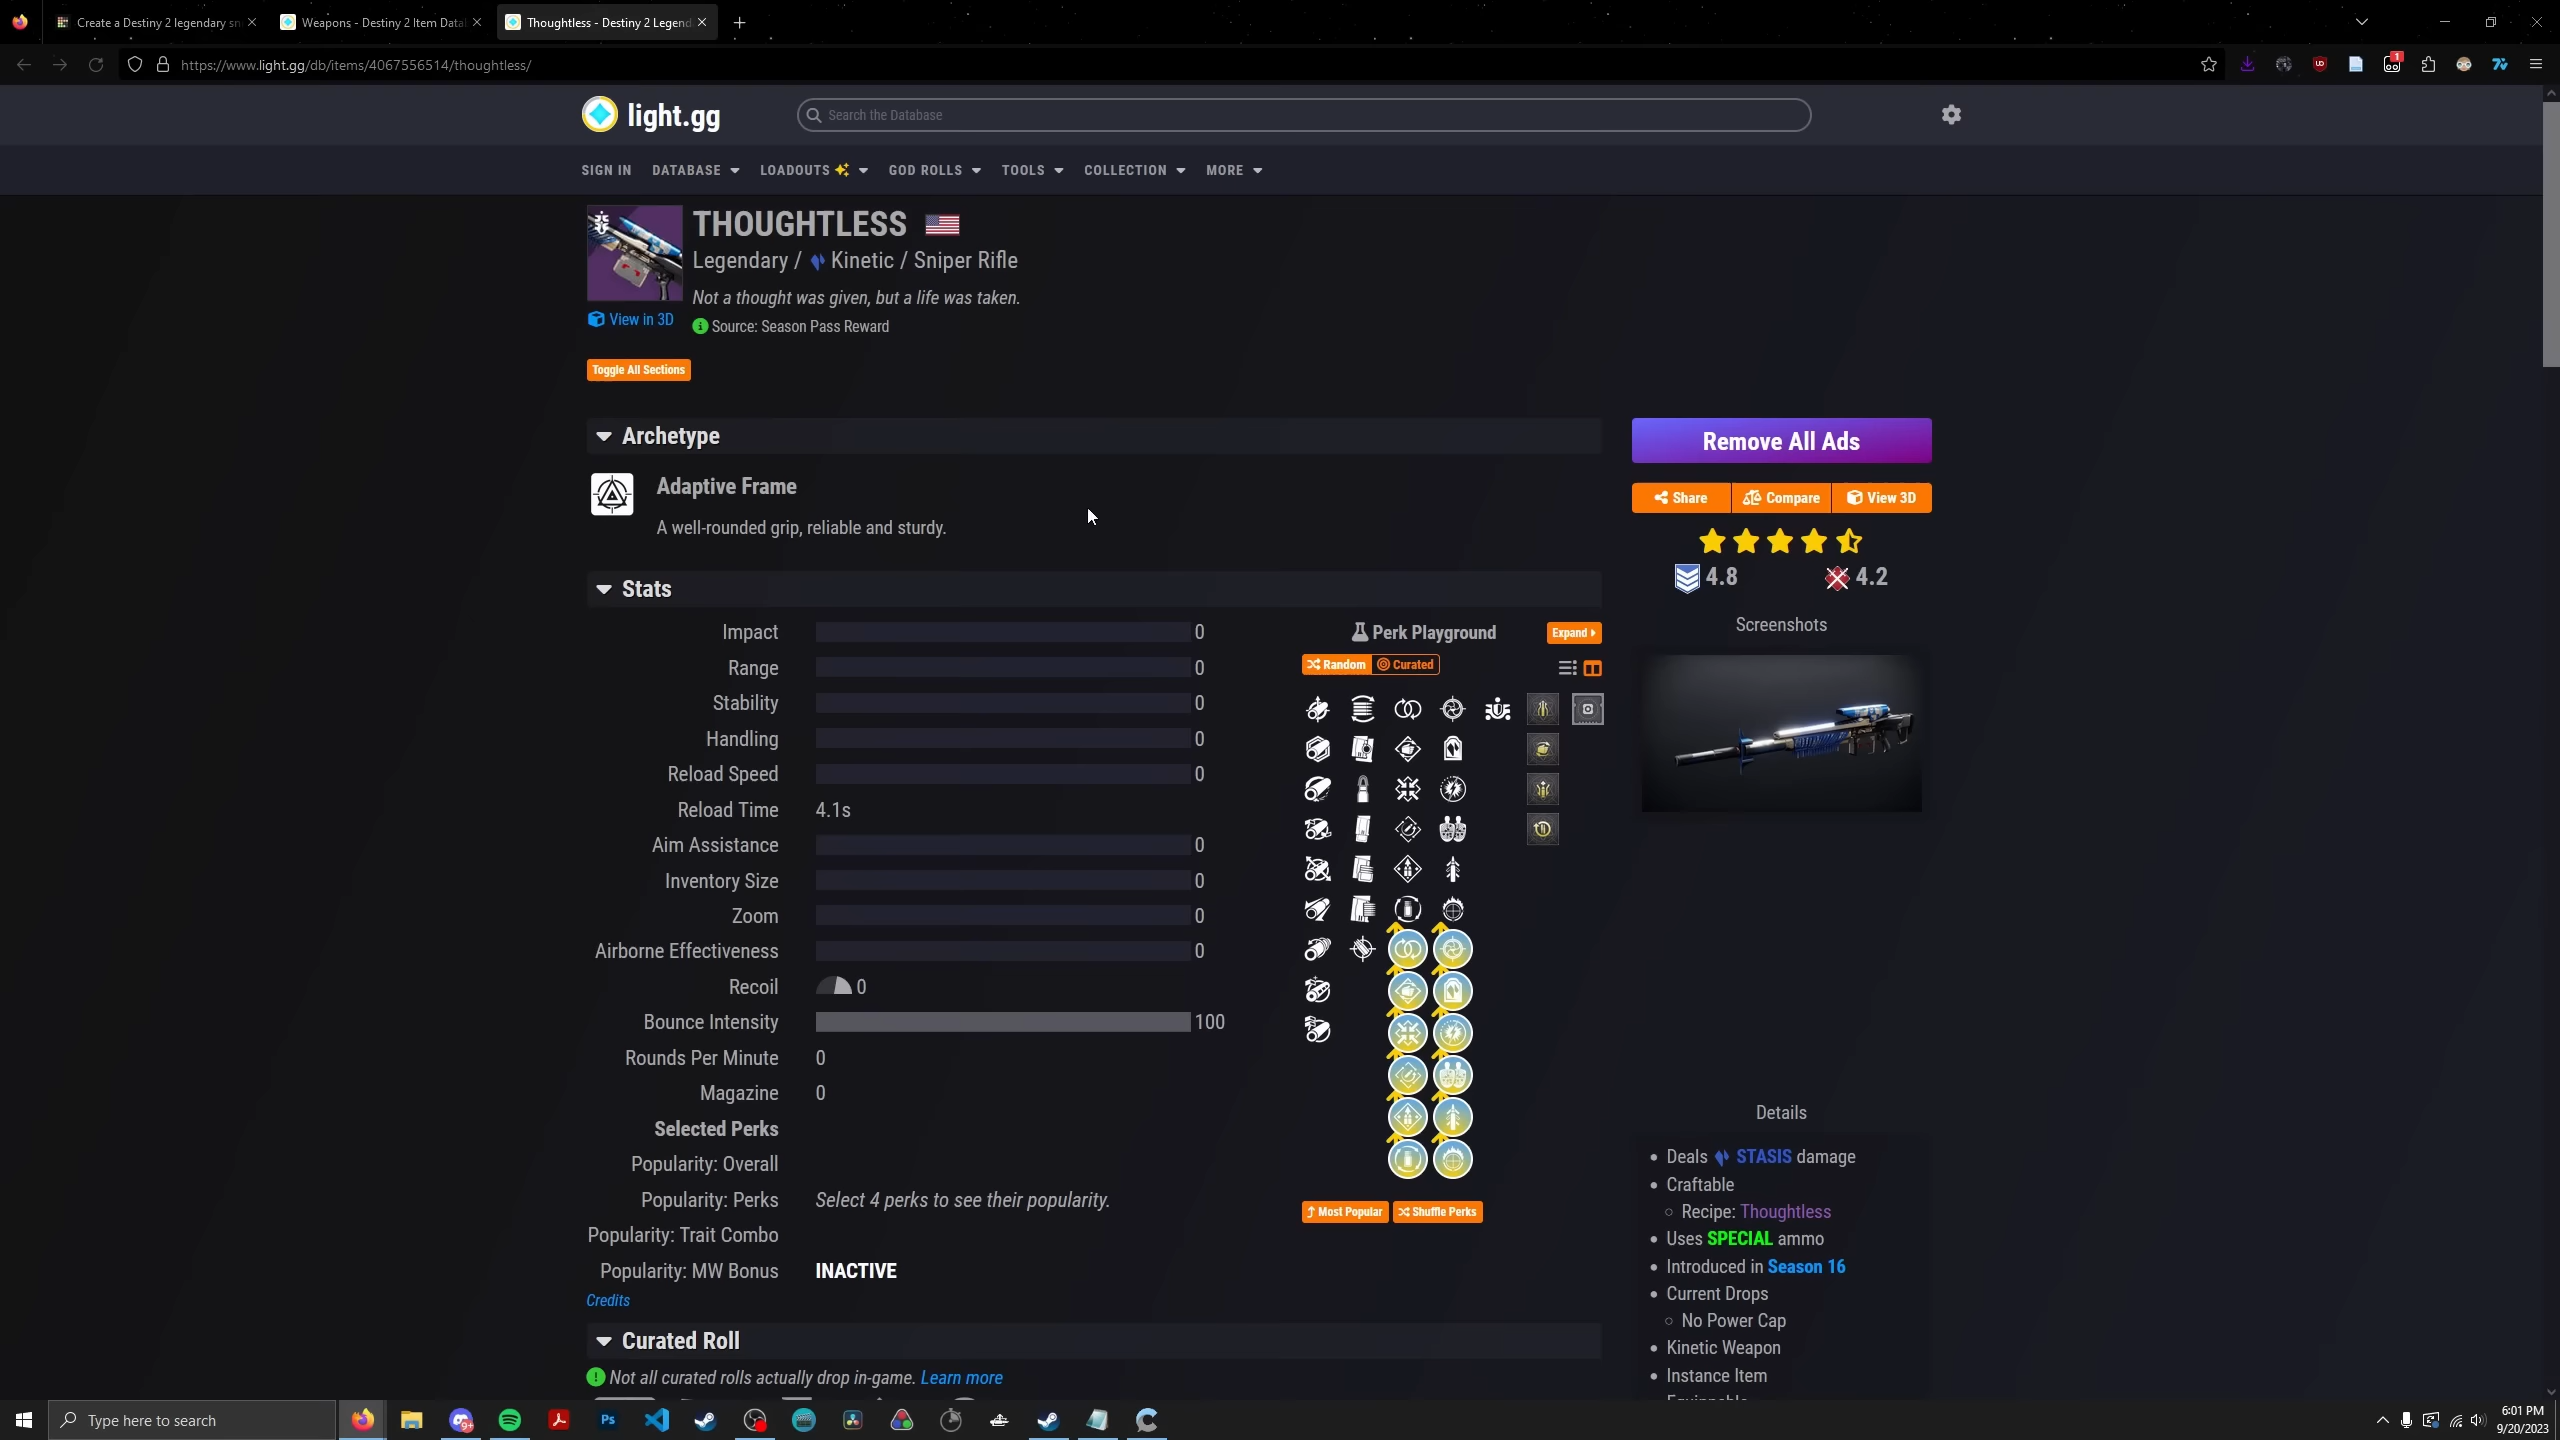 Create a Destiny 2 legendary sn
Weapons - Destiny 2 Item Data
Thoughtless - Destiny 2 Legend
https://www.light.gg/db/items/4067556514/thoughtless/
1
light.gg
Search the Database
SIGN IN
DATABASE
LOADOUTS
GOD ROLLS
TOOLS
COLLECTION
MORE
THOUGHTLESS
Legendary / Kinetic / Sniper Rifle
Not a thought was given, but a life was taken.
View in 3D
Source: Season Pass Reward
Toggle All Sections
Archetype
Adaptive Frame
A well-rounded grip, reliable and sturdy.
Stats
Impact 0
Range 0
Stability 0
Handling 0
Reload Speed 0
Reload Time 4.1s
Aim Assistance 0
Inventory Size 0
Zoom 0
Airborne Effectiveness 0
Recoil 0
Bounce Intensity 100
Rounds Per Minute 0
Magazine 0
Selected Perks
Popularity: Overall
Popularity: Perks Select 4 perks to see their popularity.
Popularity: Trait Combo
Popularity: MW Bonus INACTIVE
Credits
Perk Playground
Expand
Random
Curated
Most Popular
Shuffle Perks
Curated Roll
Not all curated rolls actually drop in-game. Learn more
Remove All Ads
Share
Compare
View 3D
4.8
4.2
Screenshots
Details
Deals STASIS damage
Craftable
Recipe: Thoughtless
Uses SPECIAL ammo
Introduced in Season 16
Current Drops
No Power Cap
Kinetic Weapon
Instance Item
Equippable
Type here to search
9+
Ps
6:01 PM
9/20/2023